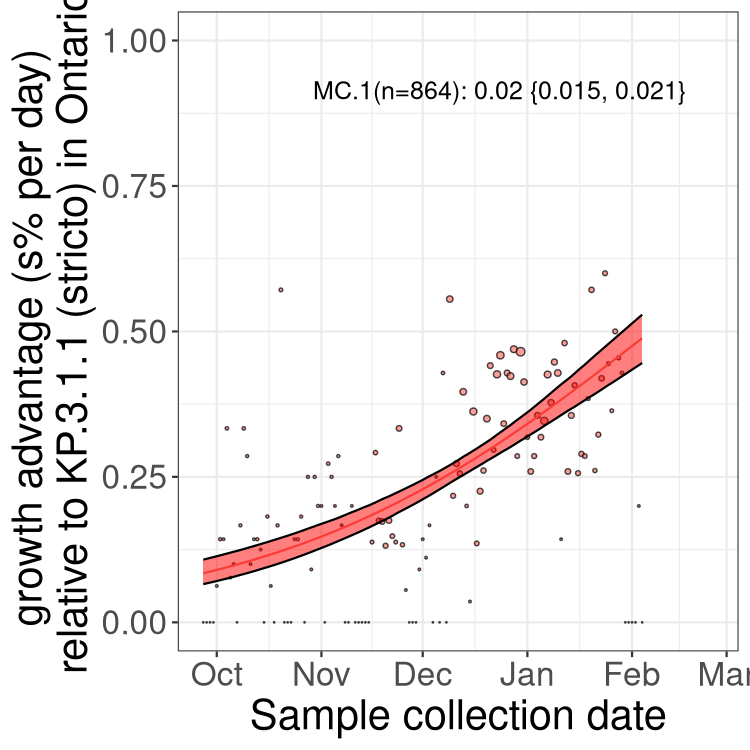 growth advantage (s% per day)
relative to KP.3.1.1 (stricto) in Ontario
1.00
0.75
0.50
0.25
0.00
MC.1(n=864): 0.02 {0.015, 0.021}
Oct Nov Dec Jan Feb Mar
Sample collection date